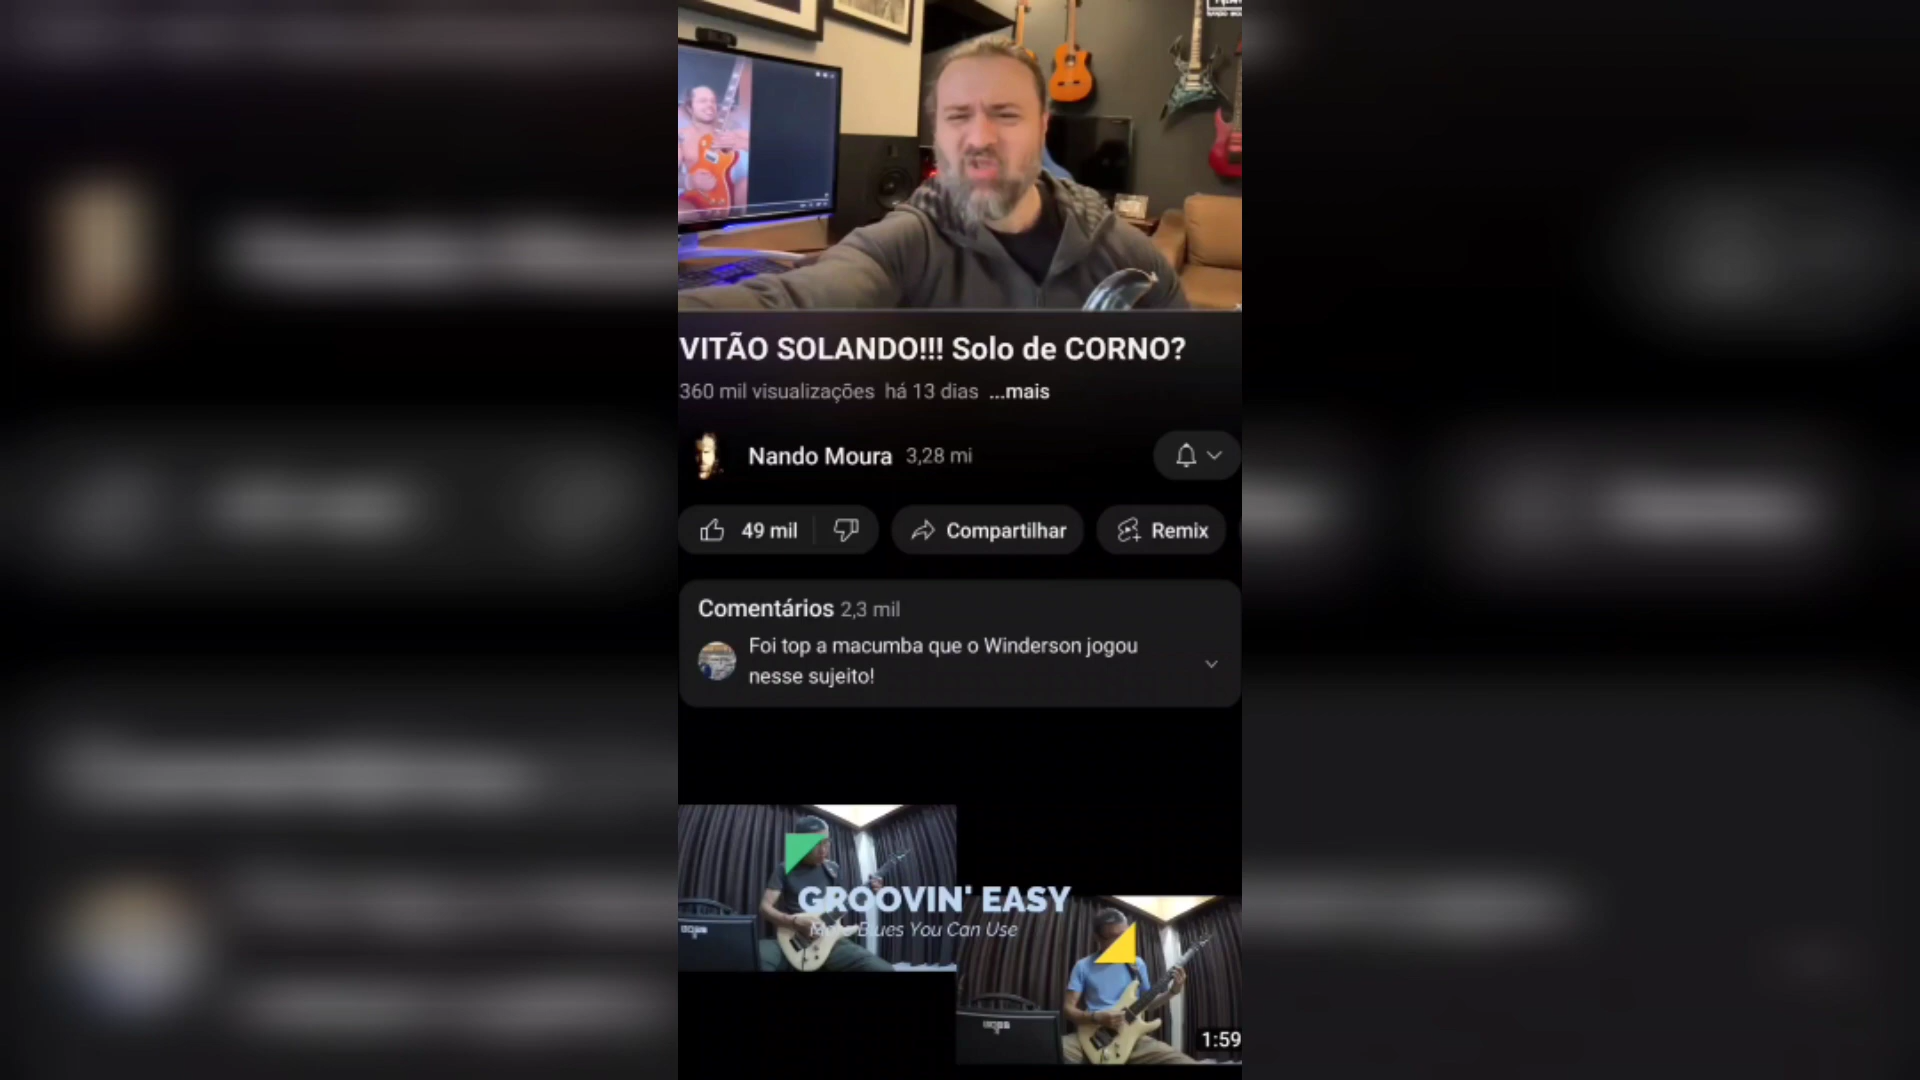 VITÃO SOLANDO!!! Solo de CORNO?
360 mil visualizações há 13 dias ...mais
Nando Moura 3,28 mi
49 mil
Compartilhar
Remix
Comentários 2,3 mil
Foi top a macumba que o Winderson jogou
nesse sujeito!
GROOVIN' EASY
More Blues You Can Use
1:59